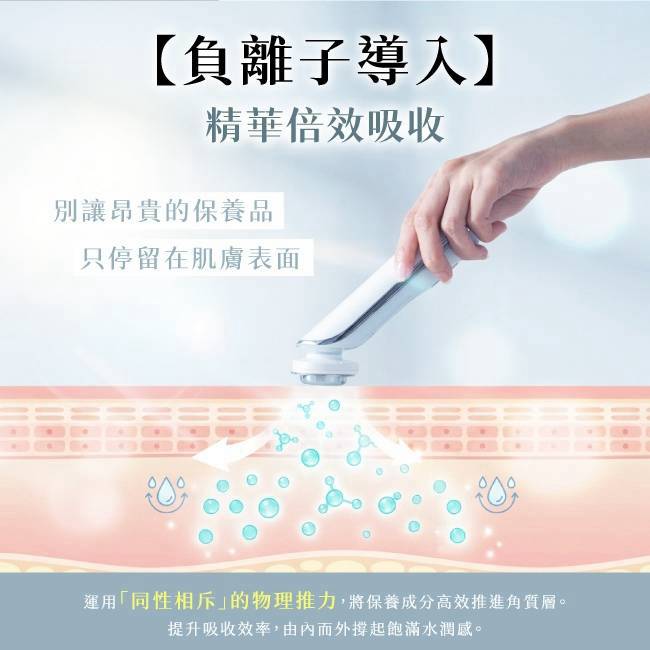 【負離子導入】
精華倍效吸收
別讓昂貴的保養品
只停留在肌膚表面
運用「同性相斥」的物理推力，將保養成分高效推進角質層。
提升吸收效率，由內而外撐起飽滿水潤感。